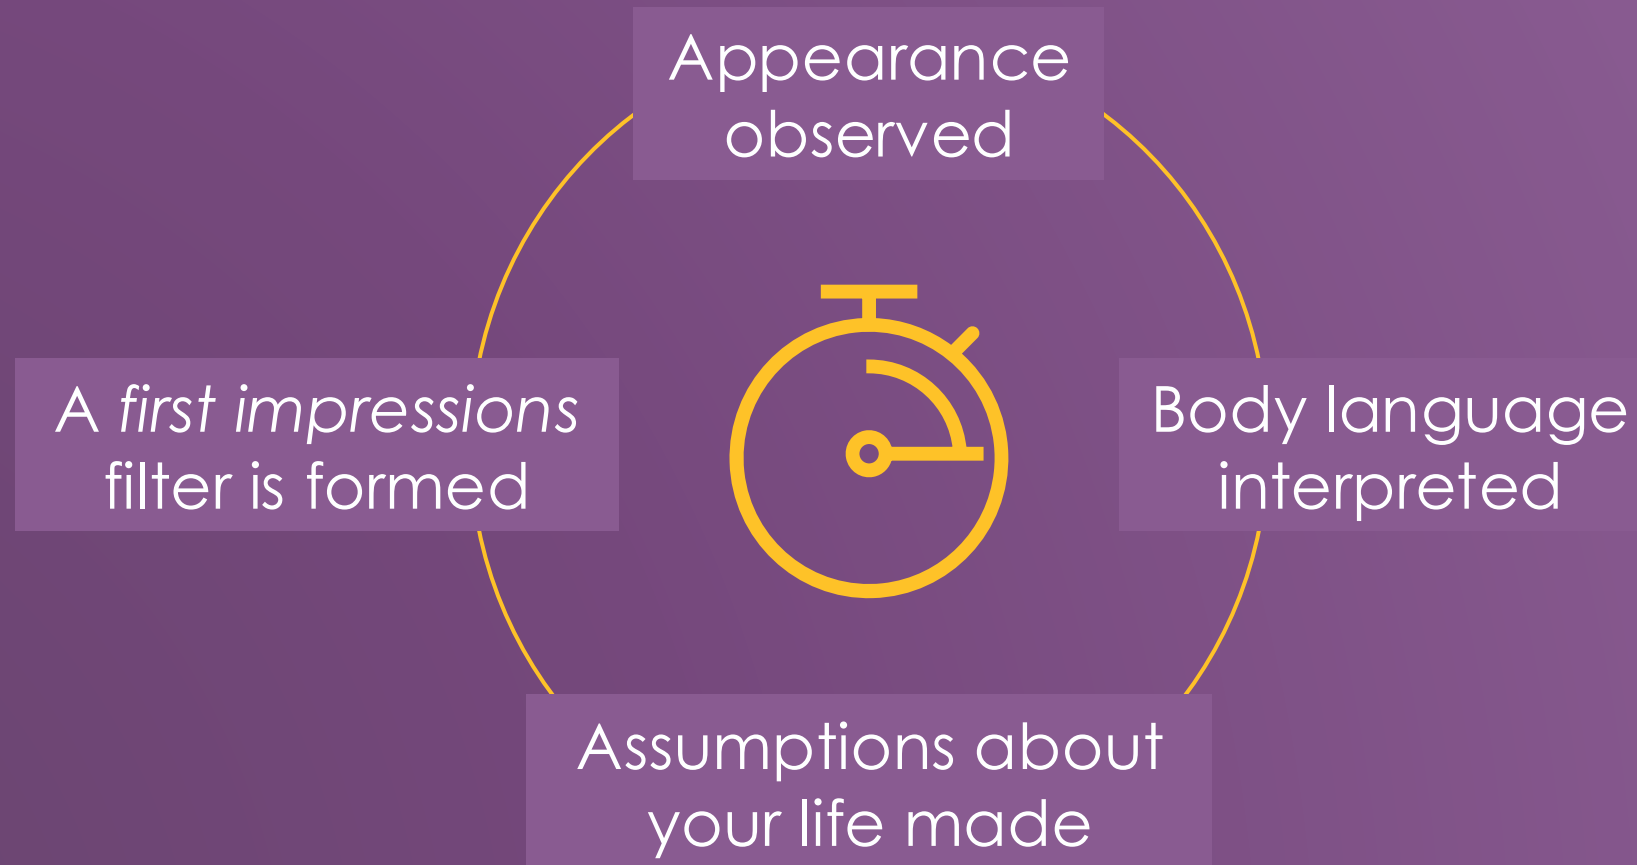 Appearance
observed
Body language
interpreted
Assumptions about
your life made
A first impressions
filter is formed